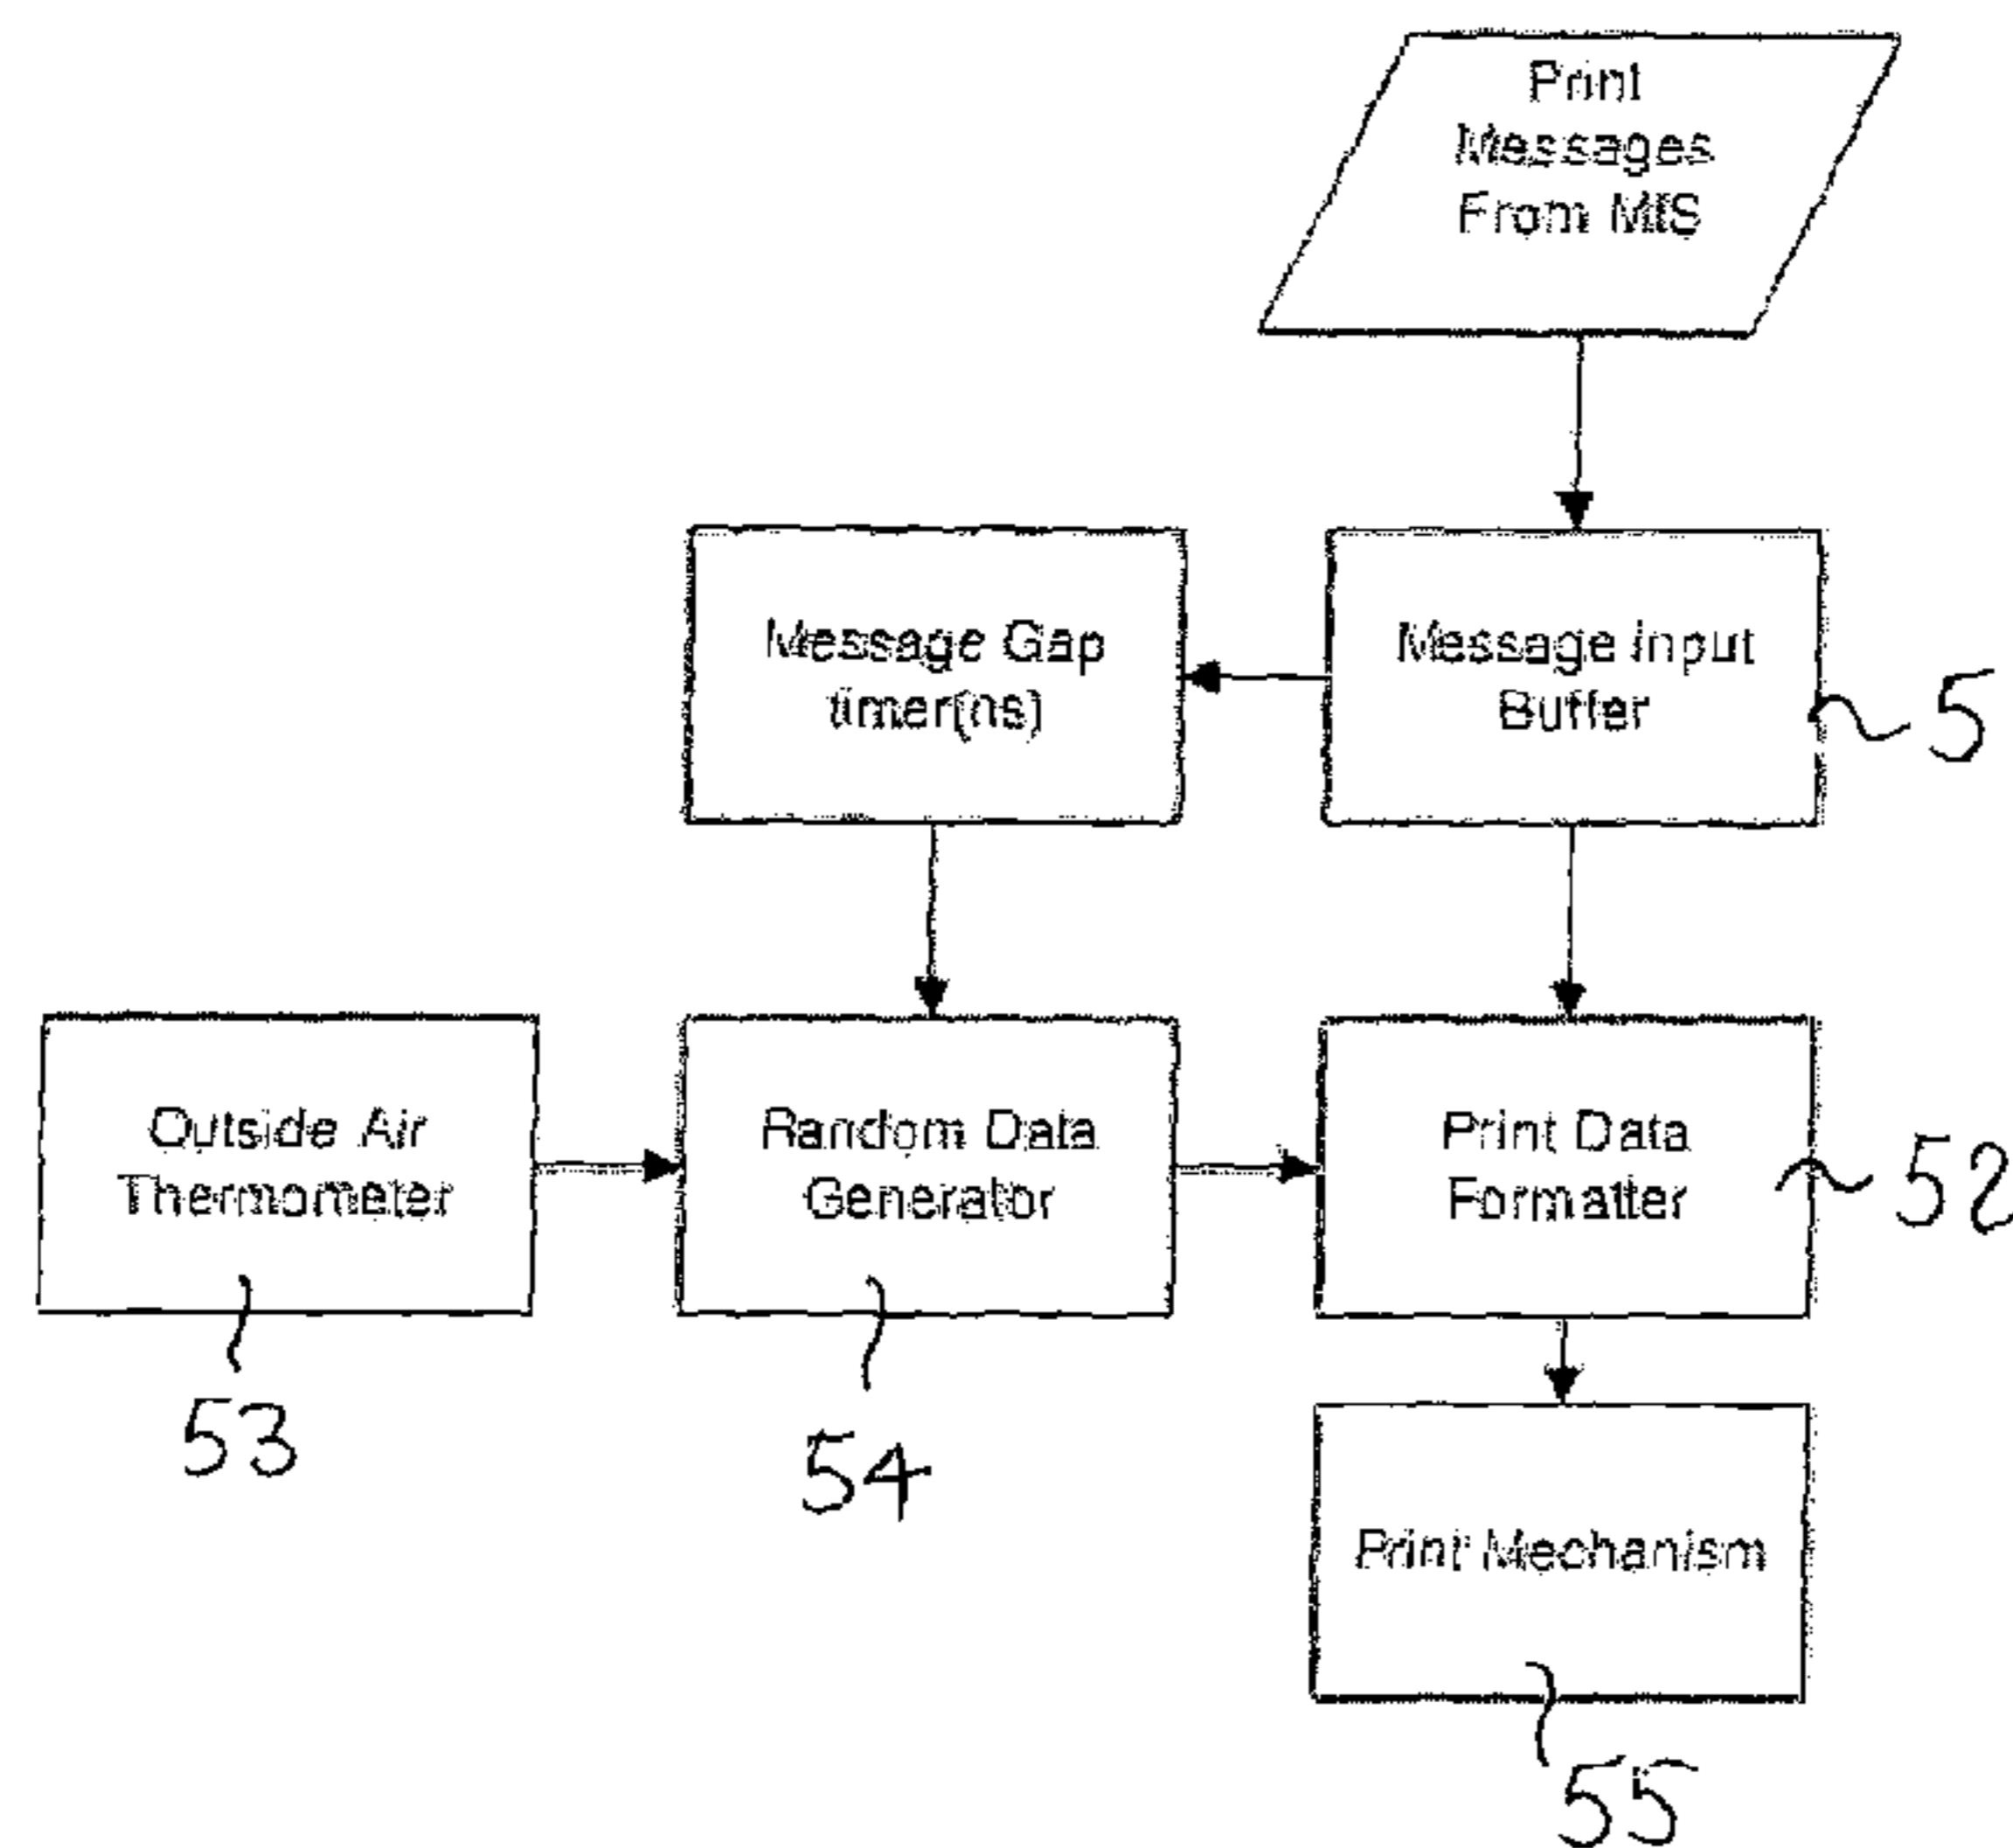 Print
Messages
From MIS
Message Gap
timer(ns)
Message Input
Buffer
5
Outside Air
Thermometer
Random Data
Generator
Print Data
Formatter
52
53
54
Print Mechanism
55